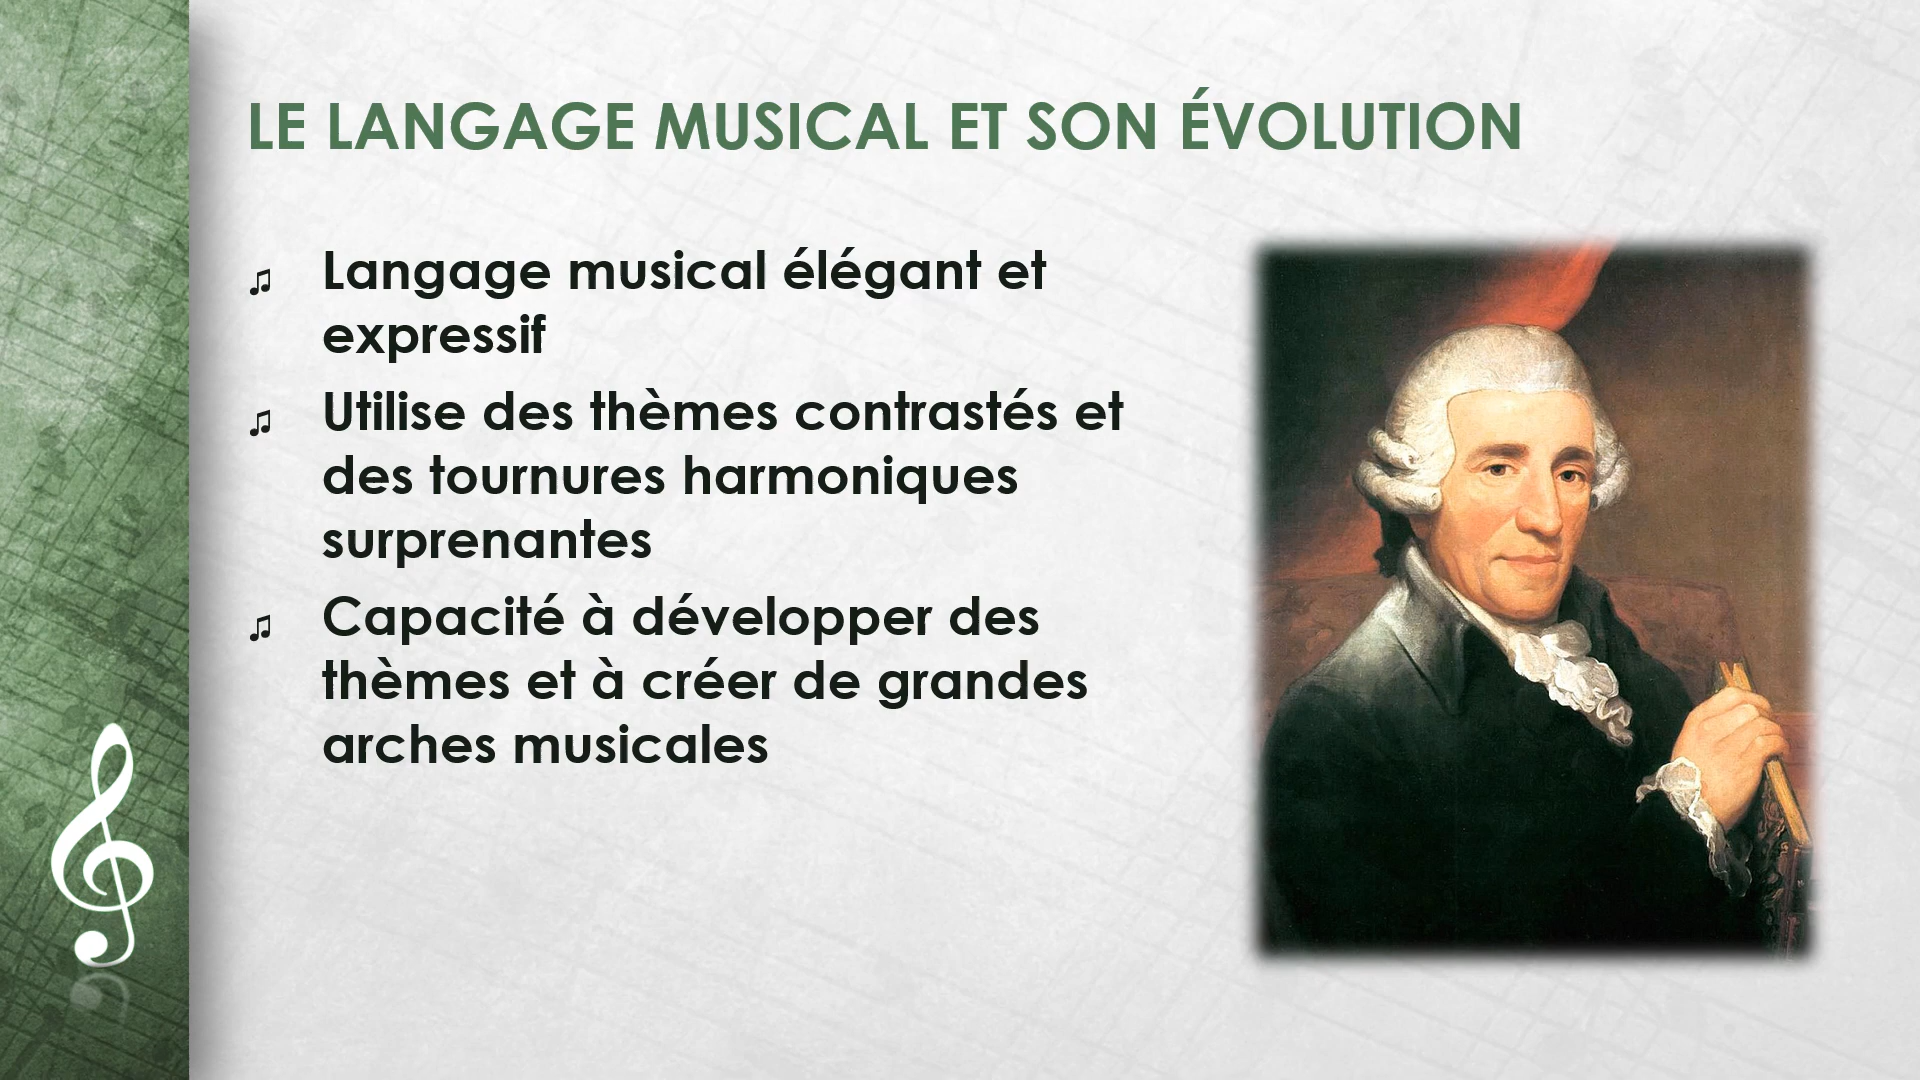 LE LANGAGE MUSICAL ET SON ÉVOLUTION
♫ Langage musical élégant et
expressif
♫ Utilise des thèmes contrastés et
des tournures harmoniques
surprenantes
♫ Capacité à développer des
thèmes et à créer de grandes
arches musicales